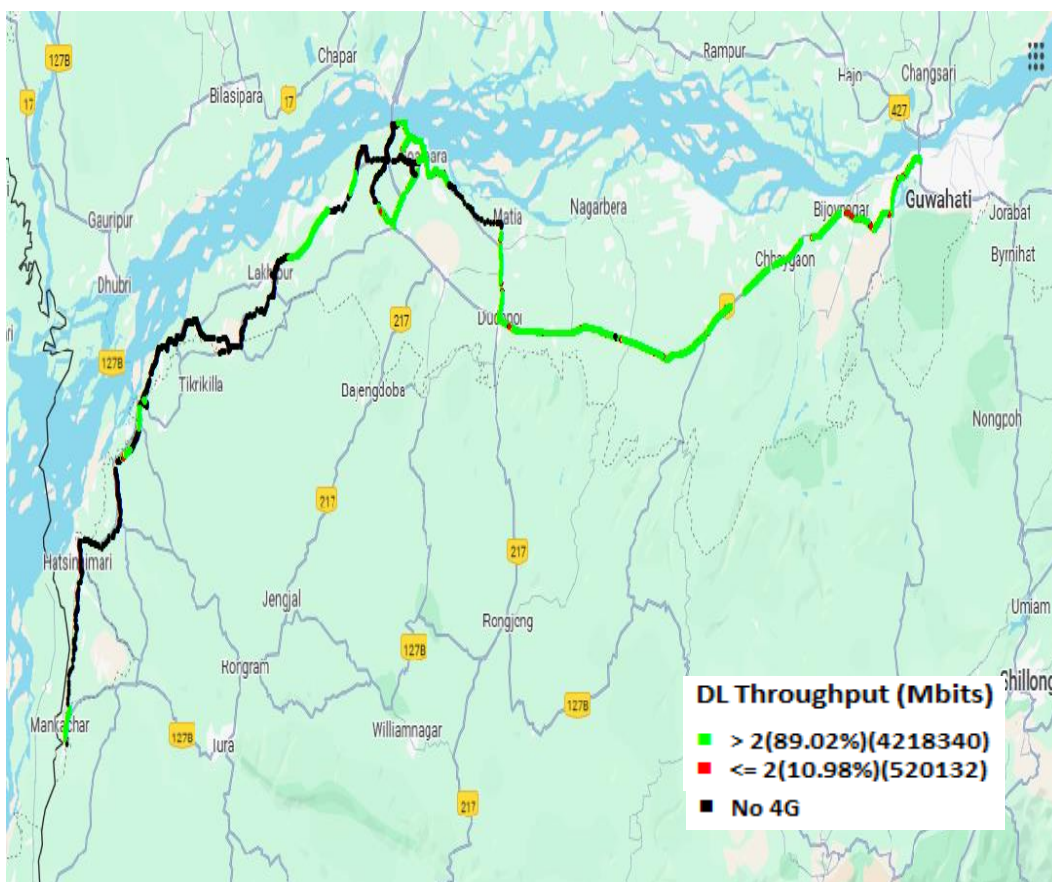 Rampur
Chapar
127B
Hajo
Changsari
Bilasipara
17
17
427
Matia
Nagarbera
Bijoynagar
Guwahati
Gauripur
Jorabat
Byrnihat
Dhubri
Chhaygaon
217
127B
Tikrikilla
Dajengdoba
Nongpoh
217
Hatsingimari
217
Jengjal
Umiam
Rongjeng
127B
Rongram
127B
Shillong
Mankachar
127B
Williamnagar
217
DL Throughput (Mbits)
> 2(89.02%)(4218340)
<= 2(10.98%)(520132)
No 4G